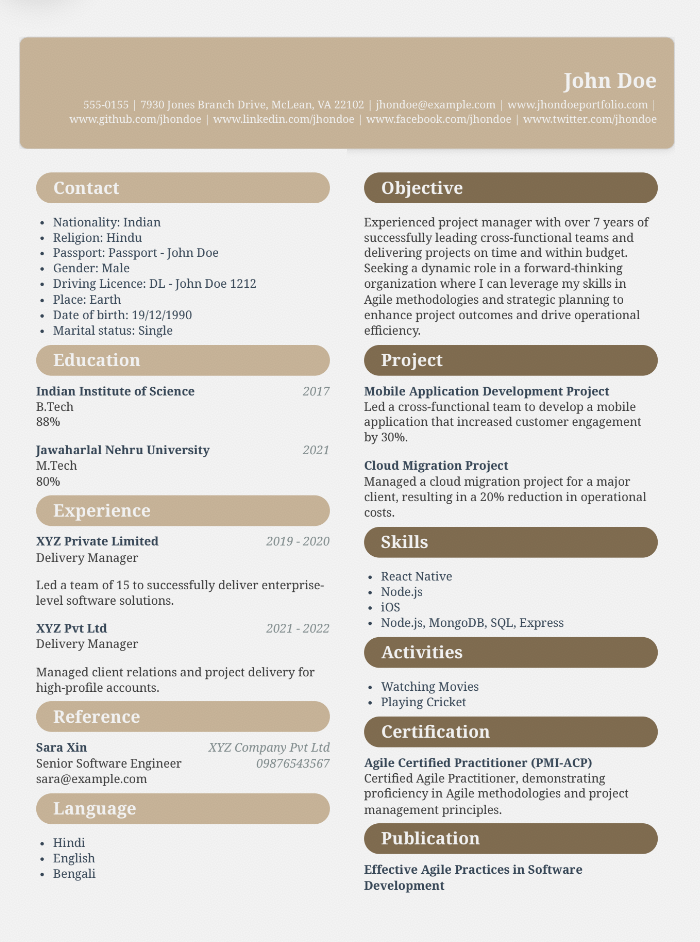 John Doe
555-0155 | 7930 Jones Branch Drive, McLean, VA 22102 | jhondoe@example.com | www.jhondoeportfolio.com |
www.github.com/jhondoe | www.linkedin.com/jhondoe | www.facebook.com/jhondoe | www.twitter.com/jhondoe
Contact
• Nationality: Indian
• Religion: Hindu
• Passport: Passport - John Doe
• Gender: Male
• Driving Licence: DL - John Doe 1212
• Place: Earth
• Date of birth: 19/12/1990
• Marital status: Single
Education
Indian Institute of Science 2017
B.Tech
88%
Jawaharlal Nehru University 2021
M.Tech
80%
Experience
XYZ Private Limited 2019 - 2020
Delivery Manager
Led a team of 15 to successfully deliver enterprise-
level software solutions.
XYZ Pvt Ltd 2021 - 2022
Delivery Manager
Managed client relations and project delivery for
high-profile accounts.
Reference
Sara Xin XYZ Company Pvt Ltd
Senior Software Engineer 09876543567
sara@example.com
Language
• Hindi
• English
• Bengali
Objective
Experienced project manager with over 7 years of
successfully leading cross-functional teams and
delivering projects on time and within budget.
Seeking a dynamic role in a forward-thinking
organization where I can leverage my skills in
Agile methodologies and strategic planning to
enhance project outcomes and drive operational
efficiency.
Project
Mobile Application Development Project
Led a cross-functional team to develop a mobile
application that increased customer engagement
by 30%.
Cloud Migration Project
Managed a cloud migration project for a major
client, resulting in a 20% reduction in operational
costs.
Skills
• React Native
• Node.js
• iOS
• Node.js, MongoDB, SQL, Express
Activities
• Watching Movies
• Playing Cricket
Certification
Agile Certified Practitioner (PMI-ACP)
Certified Agile Practitioner, demonstrating
proficiency in Agile methodologies and project
management principles.
Publication
Effective Agile Practices in Software
Development